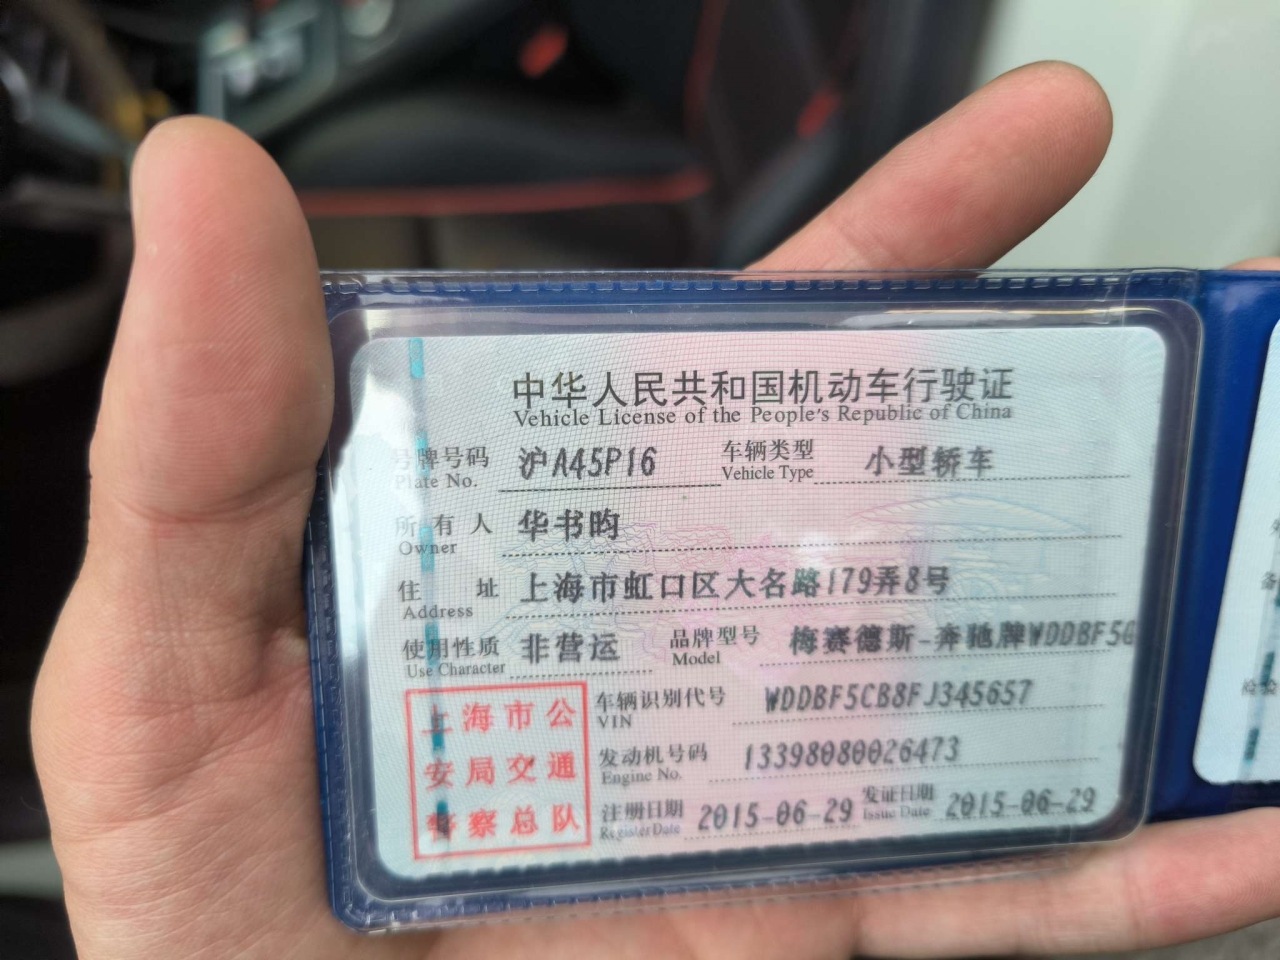 中华人民共和国机动车行驶证
Vehicle License of the People's Republic of China
号牌号码 沪A45P16 车辆类型 小型轿车
Plate No. Vehicle Type
所有人 华书昀
Owner
住址 上海市虹口区大名路179弄8号
Address
使用性质 非营运 品牌型号 梅赛德斯-奔驰牌WDDBF5C
Use Character Model
上海市公安局交通警察总队
车辆识别代号 WDDBF5CB8FJ345657
VIN
发动机号码 13398080026473
Engine No.
注册日期 2015-06-29 发证日期 2015-06-29
Register Date Issue Date